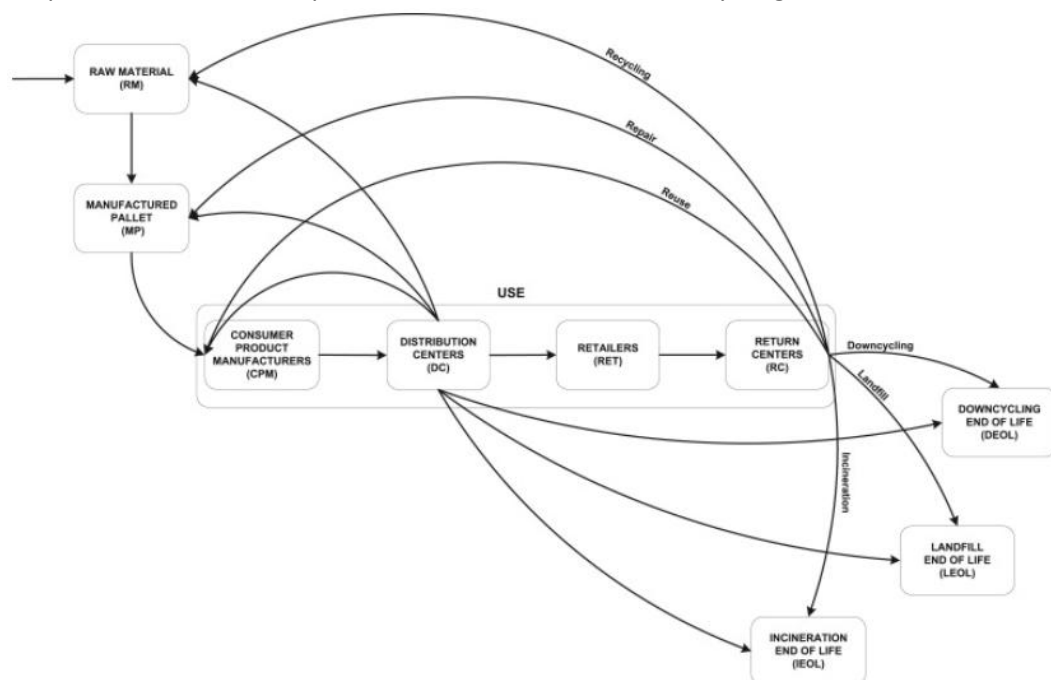 RAW MATERIAL
(RM)
Recycling
Repair
MANUFACTURED
PALLET
(MP)
Reuse
USE
CONSUMER
PRODUCT
MANUFACTURERS
(CPM)
DISTRIBUTION
CENTERS
(DC)
RETAILERS
(RET)
RETURN
CENTERS
(RC)
Downcycling
Landfill
DOWNCYCLING
END OF LIFE
(DEOL)
Incineration
LANDFILL
END OF LIFE
(LEOL)
INCINERATION
END OF LIFE
(IEOL)